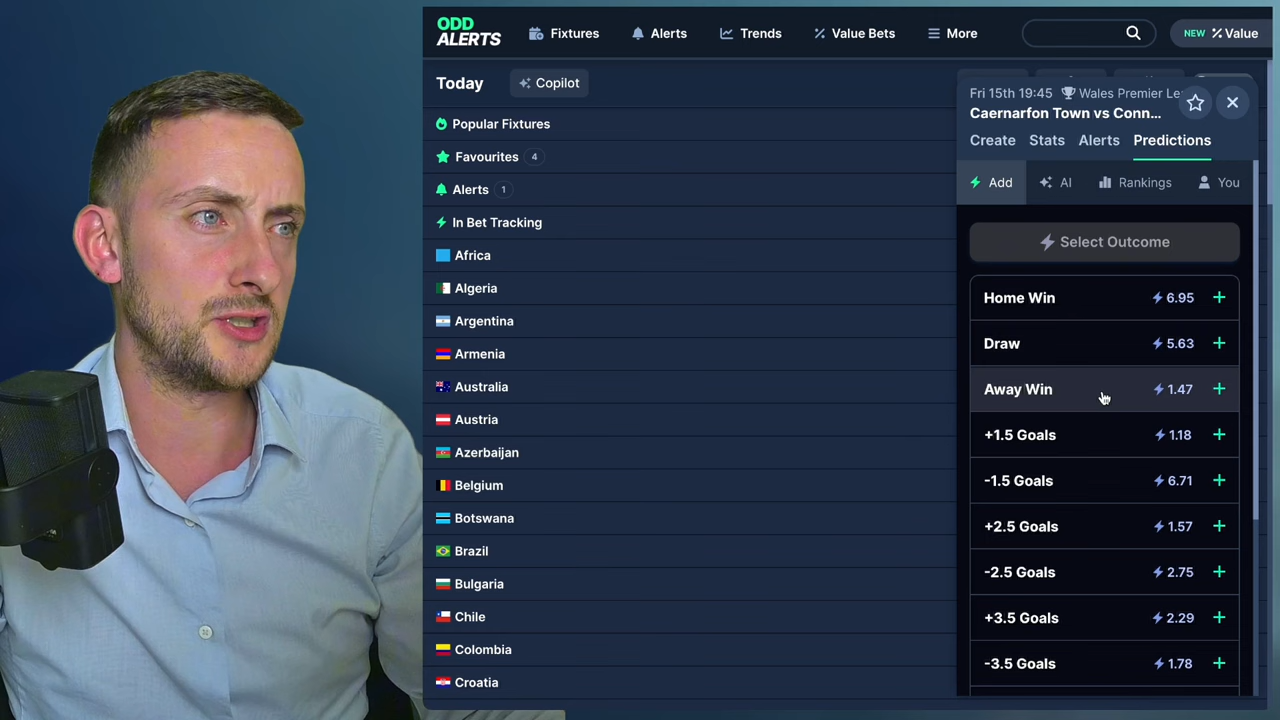 ODD
ALERTS
Fixtures
Alerts
Trends
Value Bets
More
NEW
Value
Today
Copilot
Popular Fixtures
Favourites 4
Alerts 1
In Bet Tracking
Africa
Algeria
Argentina
Armenia
Australia
Austria
Azerbaijan
Belgium
Botswana
Brazil
Bulgaria
Chile
Colombia
Croatia
Fri 15th 19:45 Wales Premier Le...
Caernarfon Town vs Conn...
Create Stats Alerts Predictions
Add AI Rankings You
Select Outcome
Home Win 6.95 +
Draw 5.63 +
Away Win 1.47 +
+1.5 Goals 1.18 +
-1.5 Goals 6.71 +
+2.5 Goals 1.57 +
-2.5 Goals 2.75 +
+3.5 Goals 2.29 +
-3.5 Goals 1.78 +